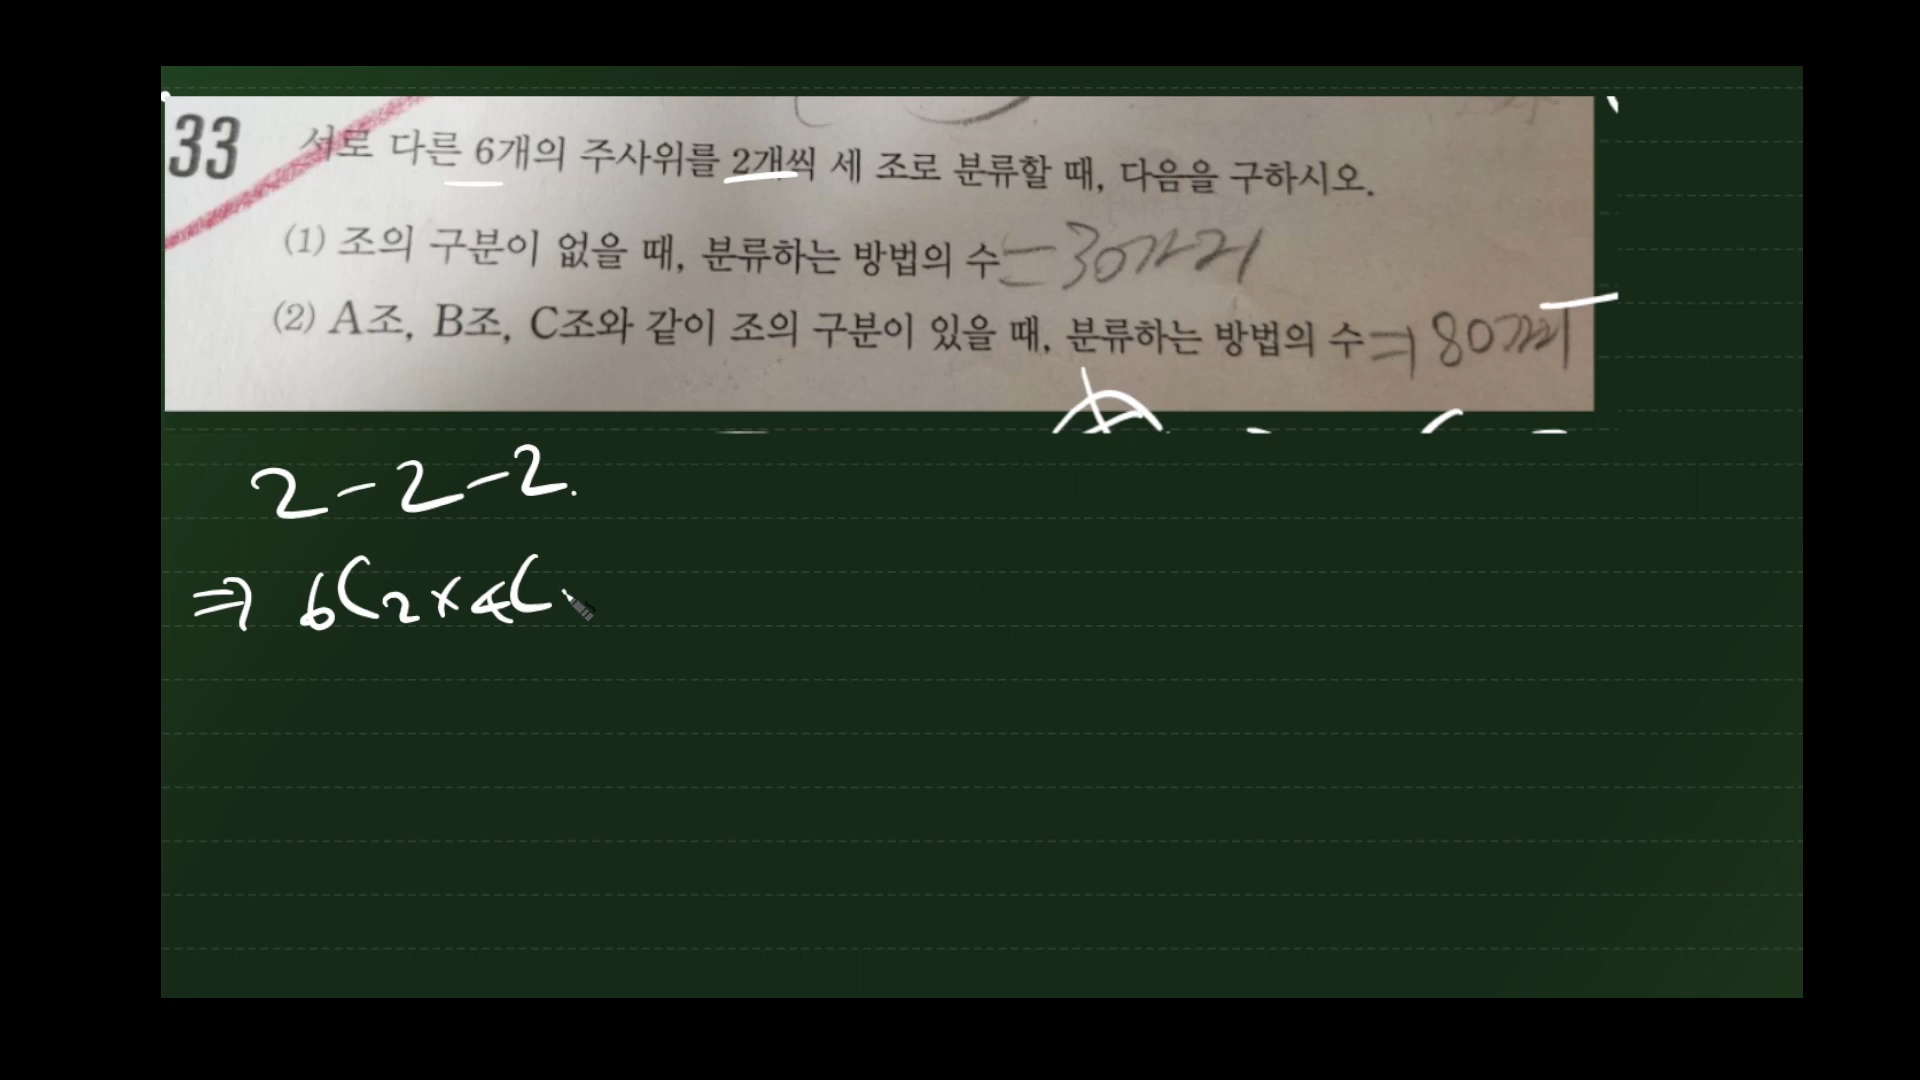 33 서로 다른 6개의 주사위를 2개씩 세 조로 분류할 때, 다음을 구하시오.
(1) 조의 구분이 없을 때, 분류하는 방법의 수 = 30가지
(2) A조, B조, C조와 같이 조의 구분이 있을 때, 분류하는 방법의 수 ⇒ 80가지
2-2-2.
⇒ 6C2×4C